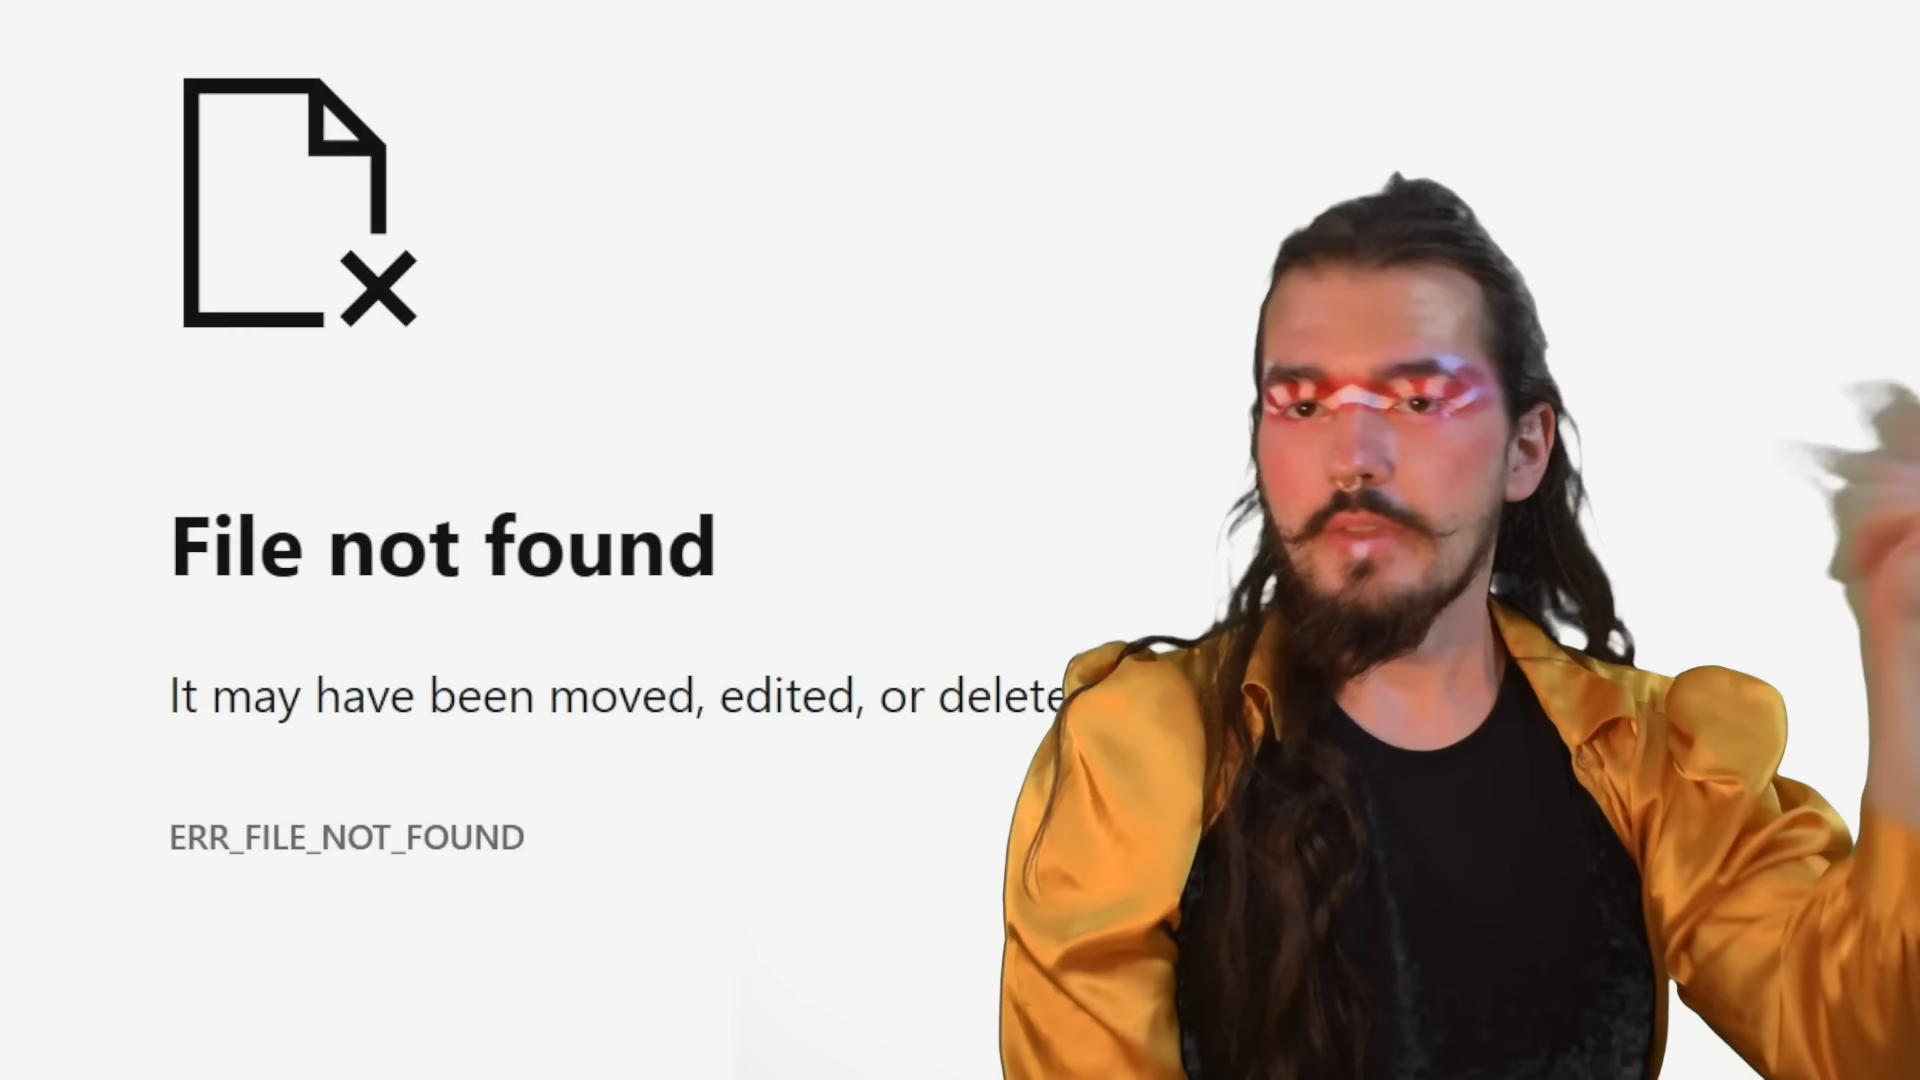 File not found
It may have been moved, edited, or delete
ERR_FILE_NOT_FOUND